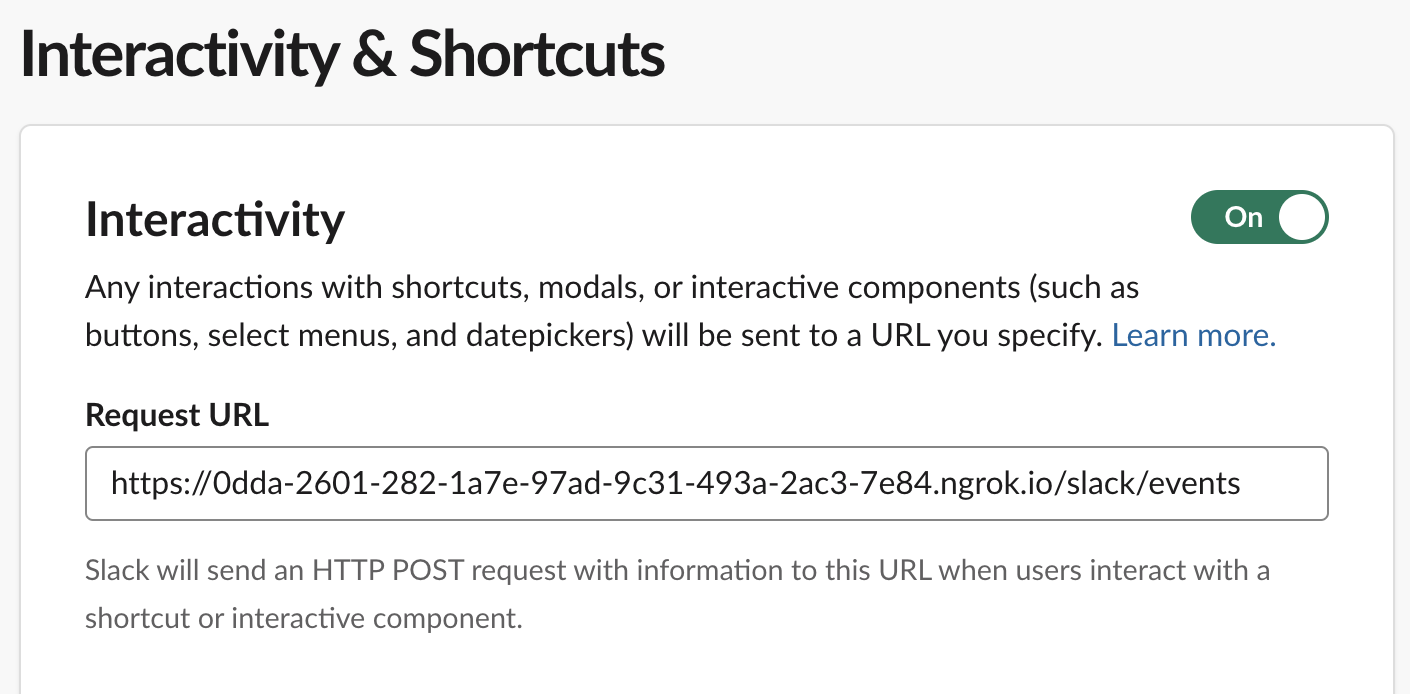 Interactivity & Shortcuts
Interactivity
On
Any interactions with shortcuts, modals, or interactive components (such as
buttons, select menus, and datepickers) will be sent to a URL you specify. Learn more.
Request URL
https://0dda-2601-282-1a7e-97ad-9c31-493a-2ac3-7e84.ngrok.io/slack/events
Slack will send an HTTP POST request with information to this URL when users interact with a
shortcut or interactive component.